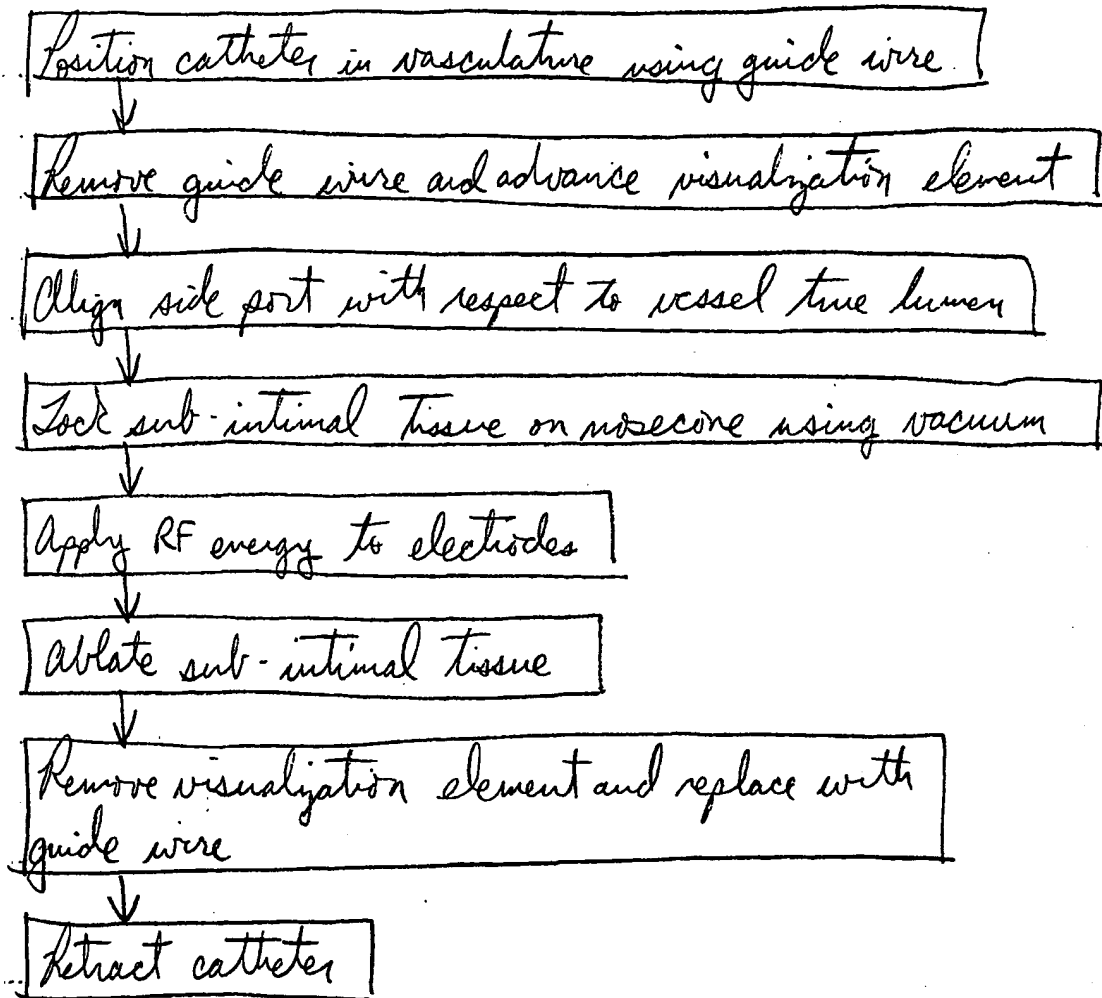 Position catheter in vasculature using guide wire.
Remove guide wire and advance visualization element
Align side port with respect to vessel true lumen
Lock sub-intimal tissue on nosecone using vacuum
Apply RF energy to electrodes
Ablate sub-intimal tissue
Remove visualization element and replace with
guide wire
Retract catheter